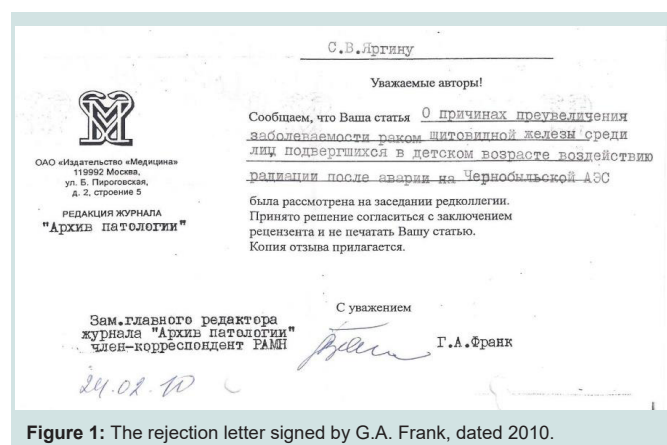 С.В.Яргину
Уважаемые авторы!
Сообщаем, что Ваша статья О причинах преувеличения
заболеваемости раком щитовидной железы среди
лиц подвергшихся в детском возрасте воздействию
радиации после аварии на Чернобыльской АЭС
была рассмотрена на заседании редколлегии.
Принято решение согласиться с заключением
рецензента и не печатать Вашу статью.
Копия отзыва прилагается.
ОАО «Издательство «Медицина»
119992 Москва,
ул. Б. Пироговская,
д. 2, строение 5
РЕДАКЦИЯ ЖУРНАЛА
"Архив патологии"
С уважением
Зам.главного редактора
журнала "Архив патологии"
член-корреспондент РАМН
Г.А.Франк
24.02.10
Figure 1: The rejection letter signed by G.A. Frank, dated 2010.